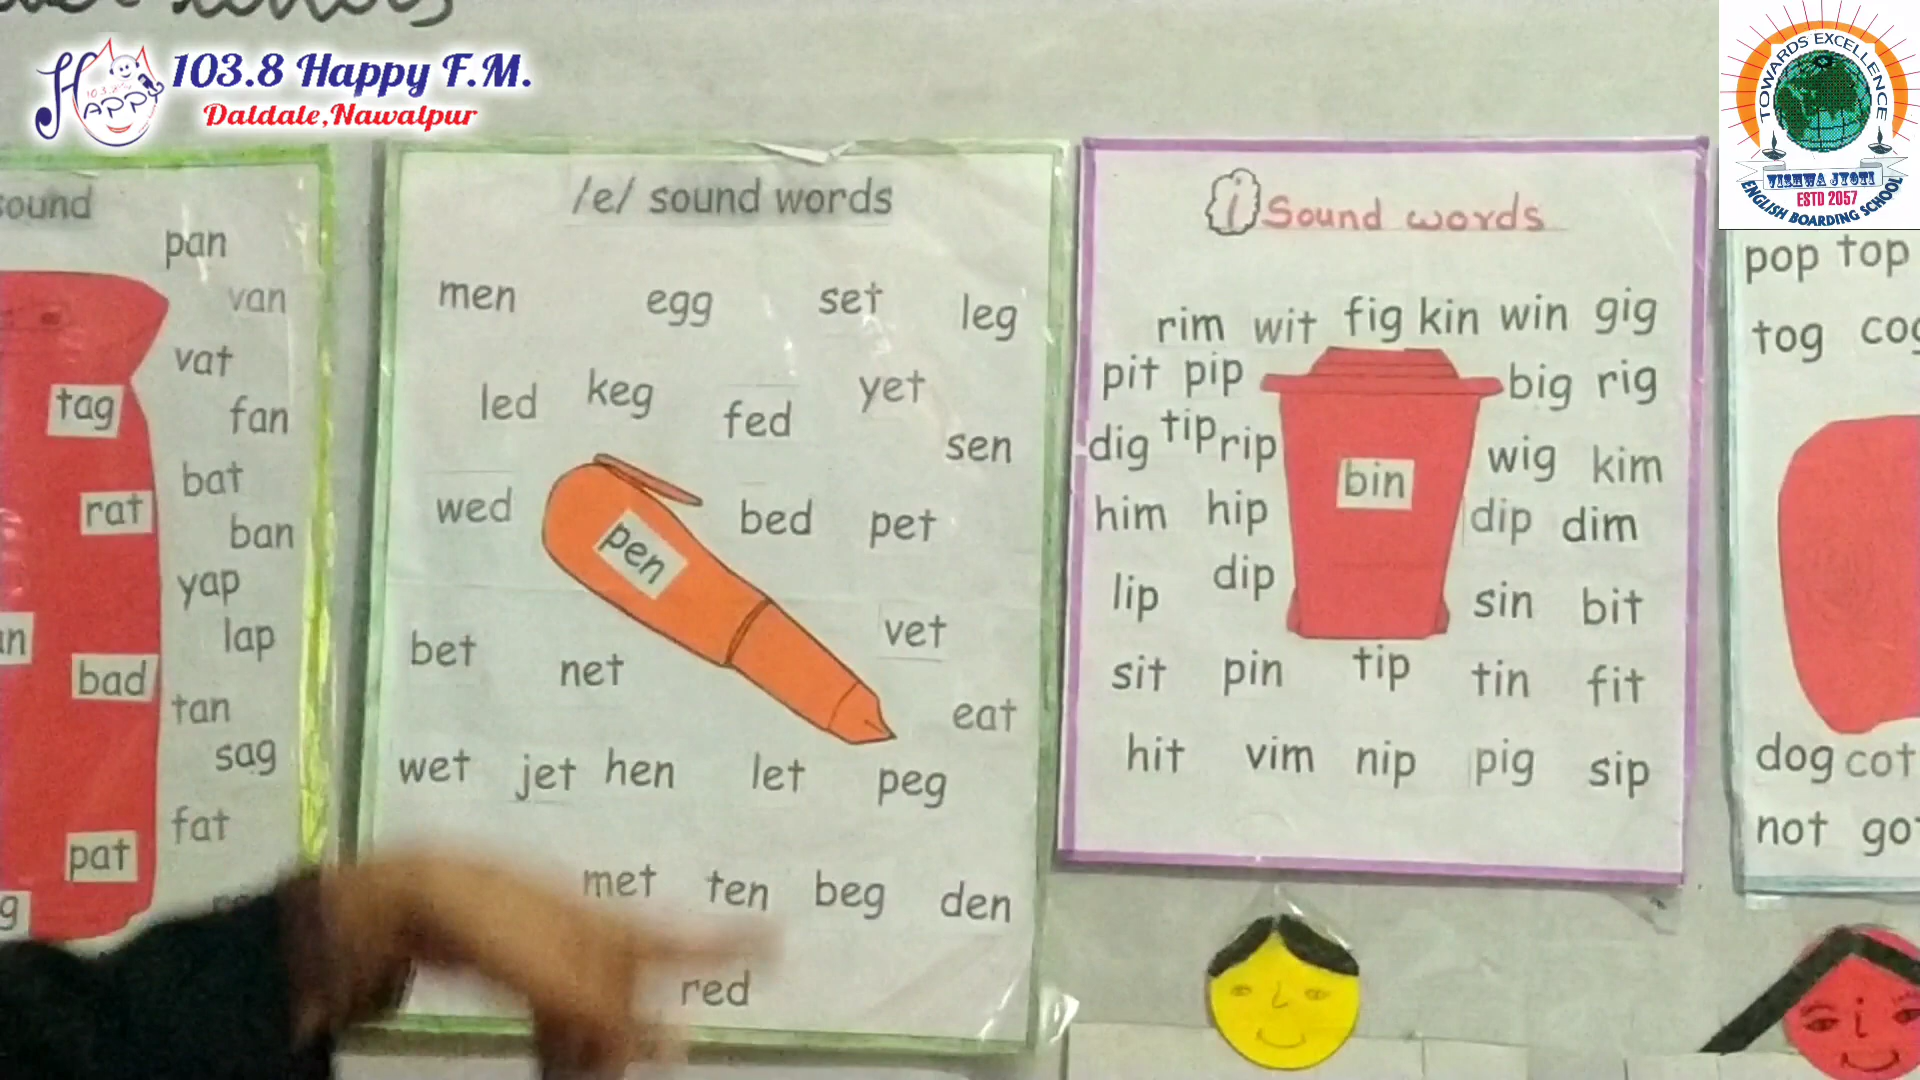 103.8 Happy F.M.
Daldale,Nawalpur
HAPPY
103.8
TOWARDS EXCELLENCE
VISHWA JYOTI
ESTD 2057
ENGLISH BOARDING SCHOOL
sound
pan
van
vat
tag
fan
bat
rat
ban
yap
lap
bad
tan
sag
fat
pat
/e/ sound words
men egg set leg
led keg fed yet
sen
wed pen bed pet
vet
bet net
eat
wet jet hen let peg
met ten beg den
red
i Sound words
rim wit fig kin win gig
pit pip big rig
dig tip rip wig kim
bin
him hip dip dim
lip dip sin bit
sit pin tip tin fit
hit vim nip pig sip
pop top
tog
dog cot
not